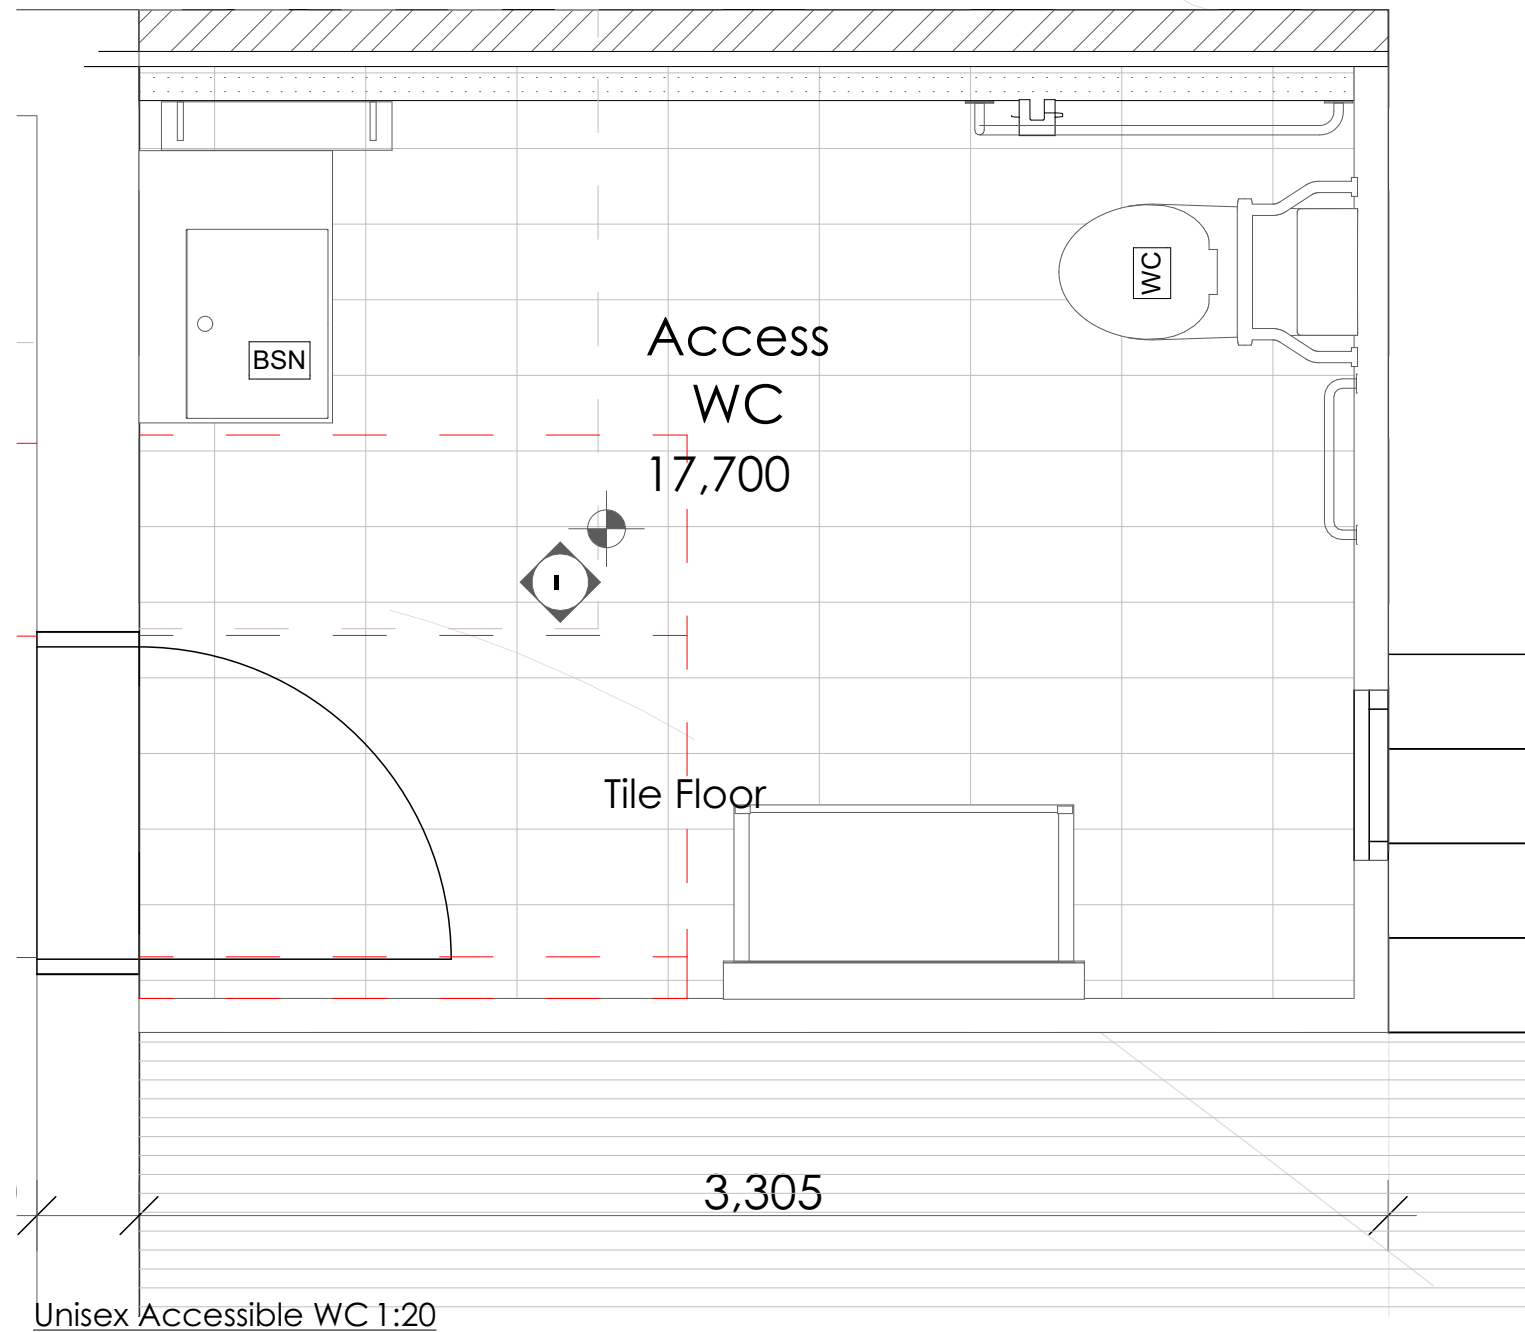 WC
Access
WC
BSN
17,700
Tile Floor
3,305
Unisex Accessible WC 1:20